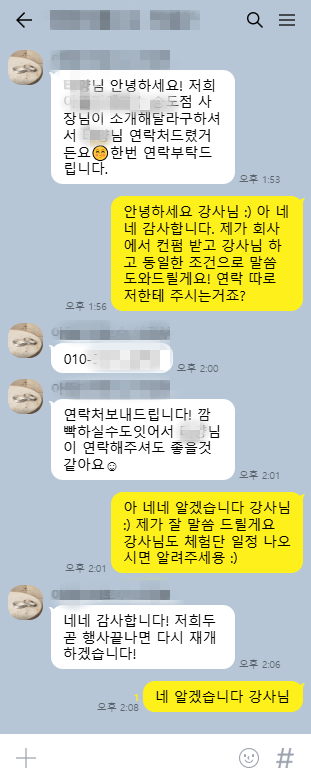 님 안녕하세요! 저희
점 사
장님이 소개해달라구하셔
서 님 연락처드렸거
든요😊한번 연락부탁드
립니다.
오후 1:53
안녕하세요 강사님 :) 아 네
네 감사합니다. 제가 회사
에서 컨펌 받고 강사님 하
고 동일한 조건으로 말씀
도와드릴게요! 연락 따로
저한테 주시는거죠?
오후 1:56
010-
오후 2:00
연락처보내드립니다! 깜
빡하실수도잇어서 님
이 연락해주셔도 좋을것
같아요☺
오후 2:01
아 네네 알겠습니다 강사님
:) 제가 잘 말씀 드릴게요
강사님도 체험단 일정 나오
시면 알려주세용 :)
오후 2:01
네네 감사합니다! 저희두
곧 행사끝나면 다시 재개
하겠습니다!
오후 2:06
네 알겠습니다 강사님
1
오후 2:08
#